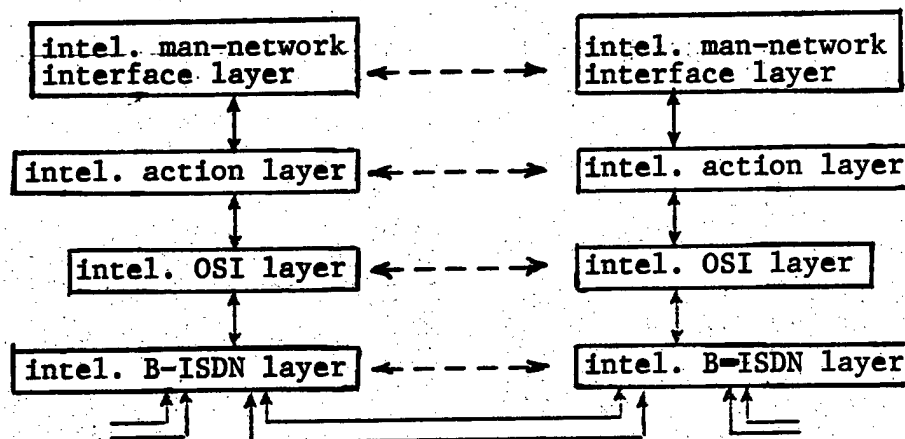 intel. man-network
interface layer
intel. man-network
interface layer
intel. action layer
intel. action layer
intel. OSI layer
intel. OSI layer
intel. B-ISDN layer
intel. B-ISDN layer